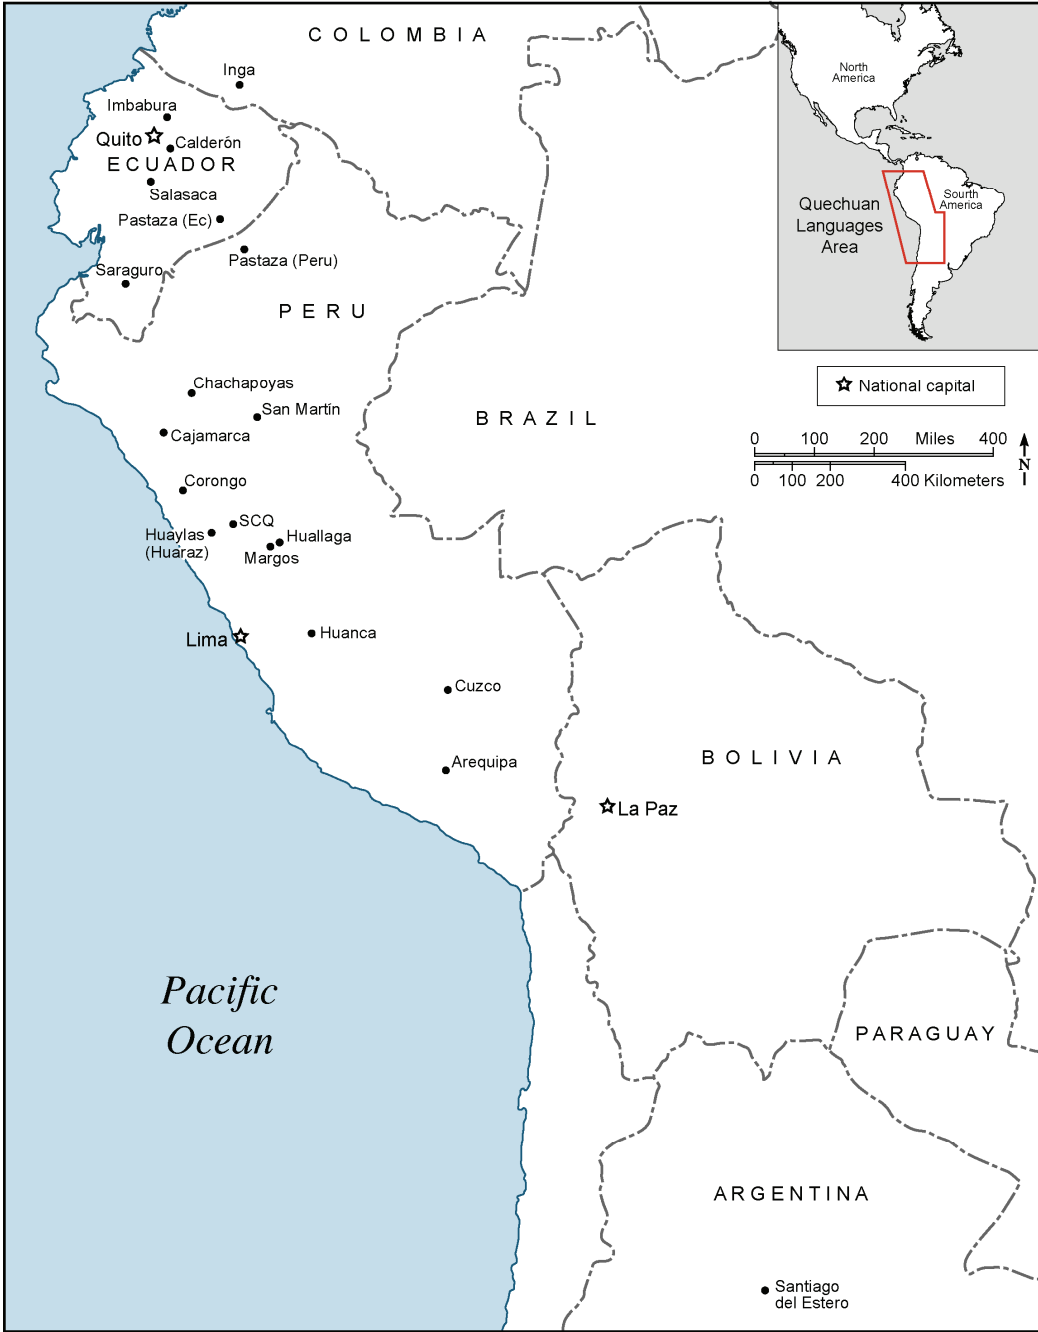 COLOMBIA
Inga
Imbabura
Quito
Calderón
ECUADOR
Salasaca
Pastaza (Ec)
Pastaza (Peru)
Saraguro
PERU
Chachapoyas
San Martín
Cajamarca
BRAZIL
Corongo
SCQ
Huaylas
(Huaraz)
Huallaga
Margos
Lima
Huanca
Cuzco
Arequipa
BOLIVIA
La Paz
Pacific
Ocean
PARAGUAY
ARGENTINA
Santiago
del Estero
North
America
Sourth
America
Quechuan
Languages
Area
National capital
0 100 200 Miles 400
0 100 200 400 Kilometers
N